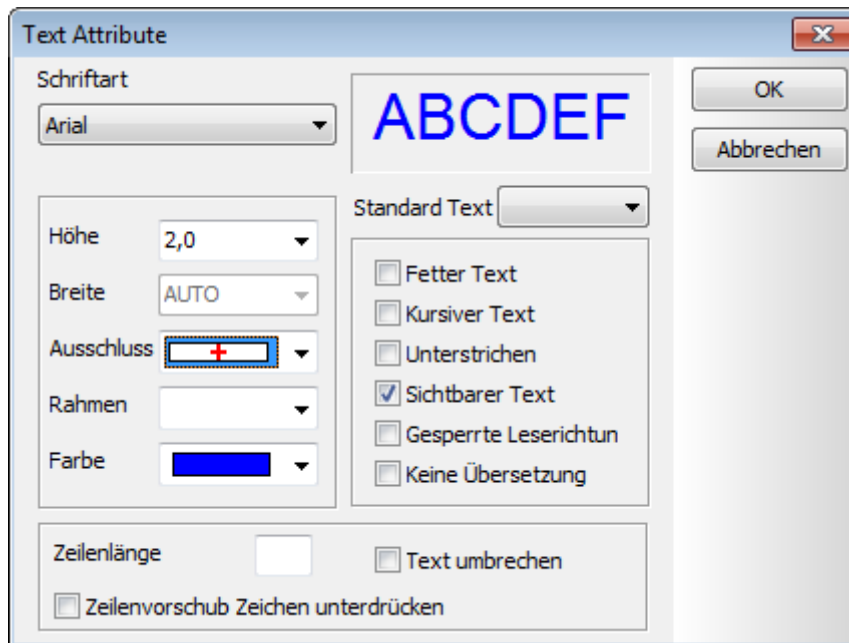 Text Attribute
Schriftart
Arial
ABCDEF
OK
Abbrechen
Standard Text
Höhe
2,0
Breite
AUTO
Ausschluss
Rahmen
Farbe
Fetter Text
Kursiver Text
Unterstrichen
Sichtbarer Text
Gesperrte Leserichtun
Keine Übersetzung
Zeilenlänge
Text umbrechen
Zeilenvorschub Zeichen unterdrücken